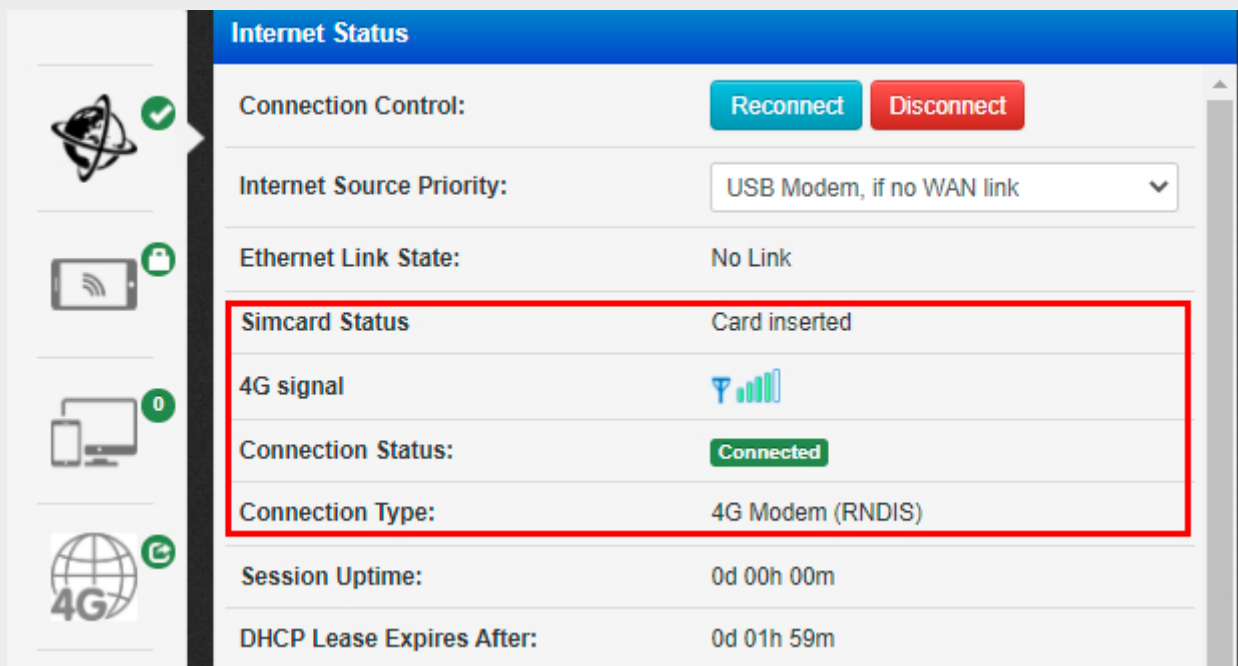 Internet Status
Connection Control: Reconnect Disconnect
Internet Source Priority: USB Modem, if no WAN link
Ethernet Link State: No Link
Simcard Status Card inserted
4G signal
Connection Status: Connected
0
Connection Type: 4G Modem (RNDIS)
Session Uptime: 0d 00h 00m
4G
DHCP Lease Expires After: 0d 01h 59m